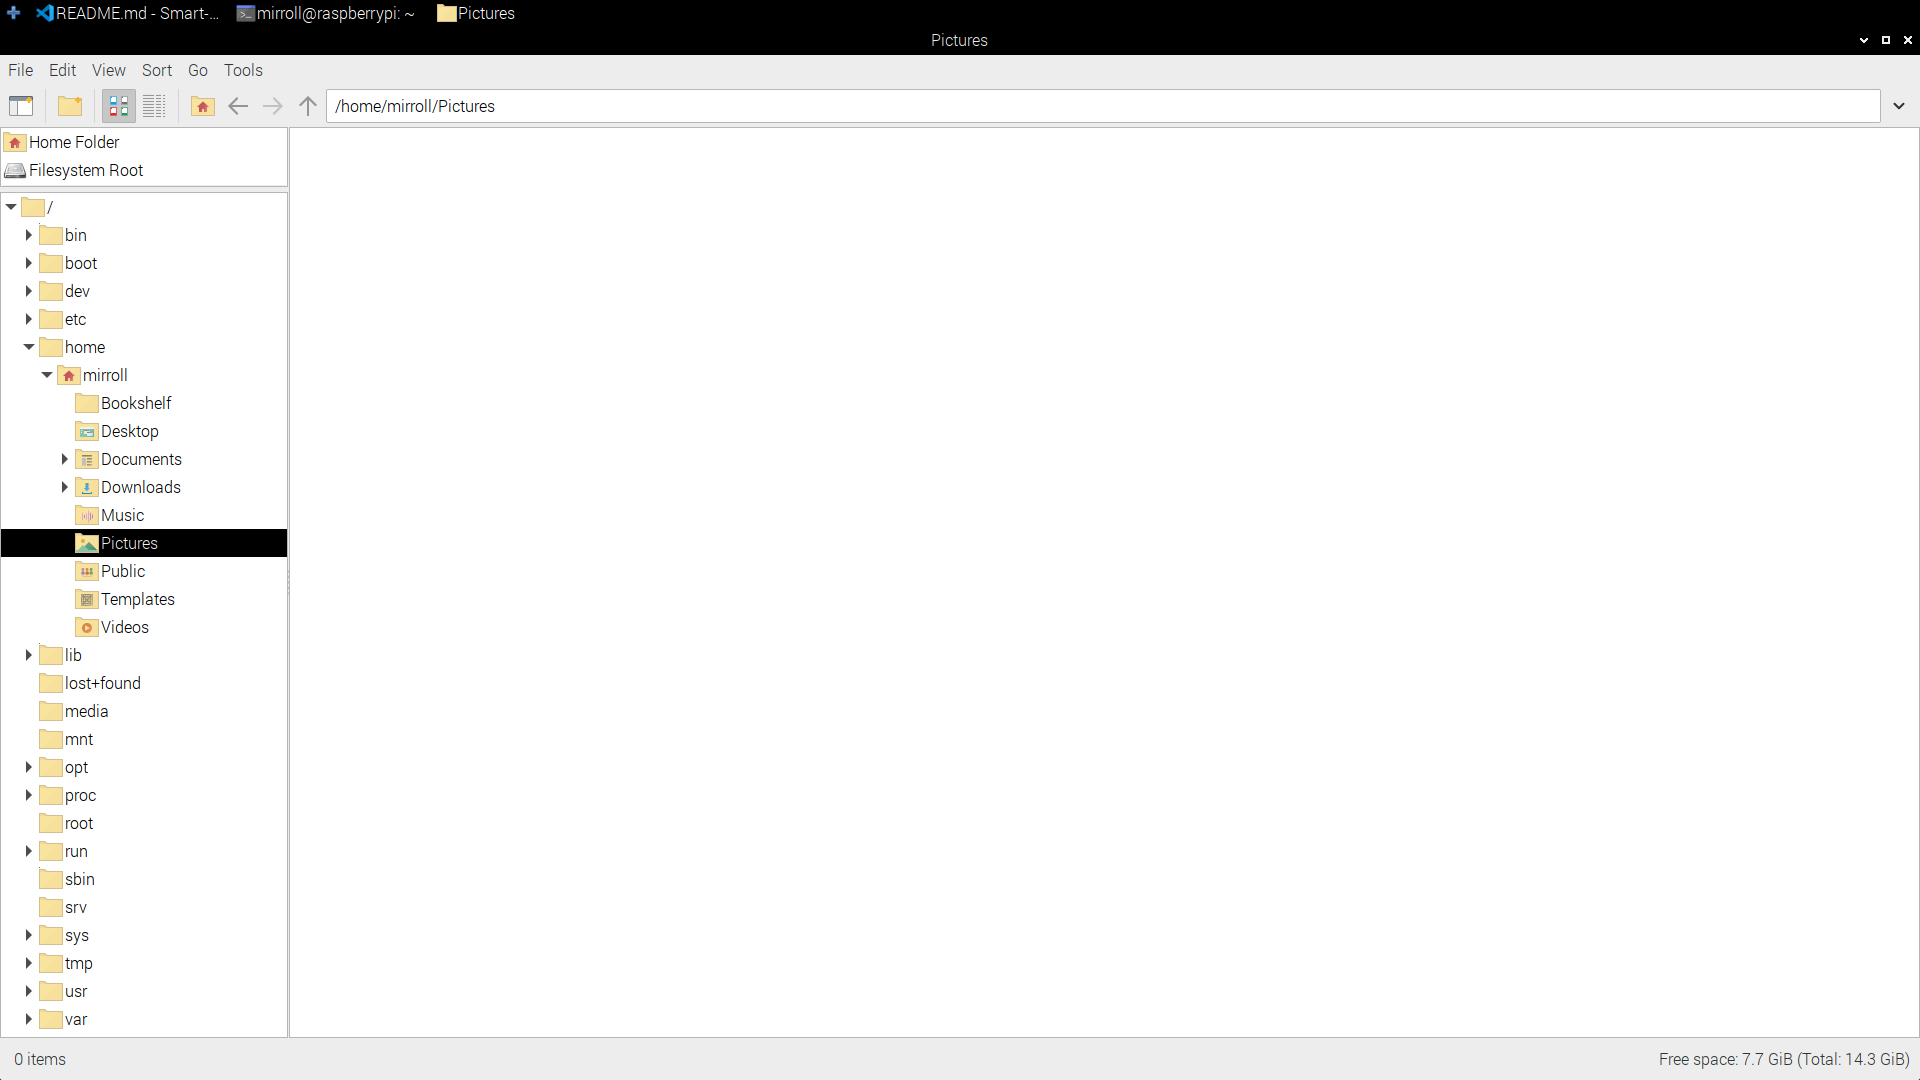 README.md - Smart-...
mirroll@raspberrypi: ~
Pictures
Pictures
File Edit View Sort Go Tools
/home/mirroll/Pictures
Home Folder
Filesystem Root
/
bin
boot
dev
etc
home
mirroll
Bookshelf
Desktop
Documents
Downloads
Music
Pictures
Public
Templates
Videos
lib
lost+found
media
mnt
opt
proc
root
run
sbin
srv
sys
tmp
usr
var
0 items
Free space: 7.7 GiB (Total: 14.3 GiB)